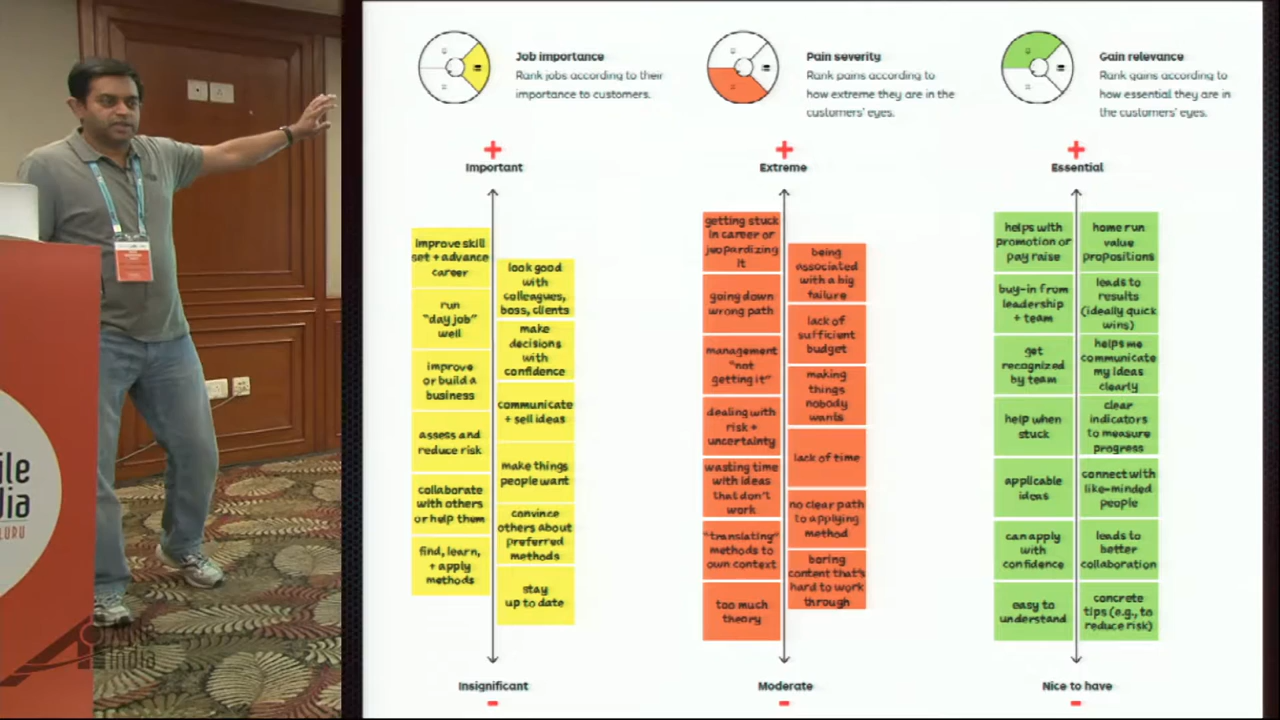 Job importance
Rank jobs according to their
importance to customers.
Pain severity
Rank pains according to
how extreme they are in the
customers' eyes.
Gain relevance
Rank gains according to
how essential they are in
the customers' eyes.
+
Important
+
Extreme
+
Essential
improve skill
set + advance
career
run
"day job"
well
improve
or build a
business
assess and
reduce risk
collaborate
with others
or help them
find, learn,
+ apply
methods
look good
with
colleagues,
boss, clients
make
decisions
with
confidence
communicate
+ sell ideas
make things
people want
convince
others about
preferred
methods
stay
up to date
getting stuck
in career or
jeopardizing
it
going down
wrong path
management
"not
getting it"
dealing with
risk +
uncertainty
wasting time
with ideas
that don't
work
"translating"
methods to
own context
too much
theory
being
associated
with a big
failure
lack of
sufficient
budget
making
things
nobody
wants
lack of time
no clear path
to applying
method
boring
content that's
hard to work
through
helps with
promotion or
pay raise
buy-in from
leadership
+ team
get
recognized
by team
help when
stuck
applicable
ideas
can apply
with
confidence
easy to
understand
home run
value
propositions
leads to
results
(ideally quick
wins)
helps me
communicate
my ideas
clearly
clear
indicators
to measure
progress
connect with
like-minded
people
leads to
better
collaboration
concrete
tips (e.g., to
reduce risk)
Insignificant
-
Moderate
-
Nice to have
-
ile
dia
LURU
Agile
India